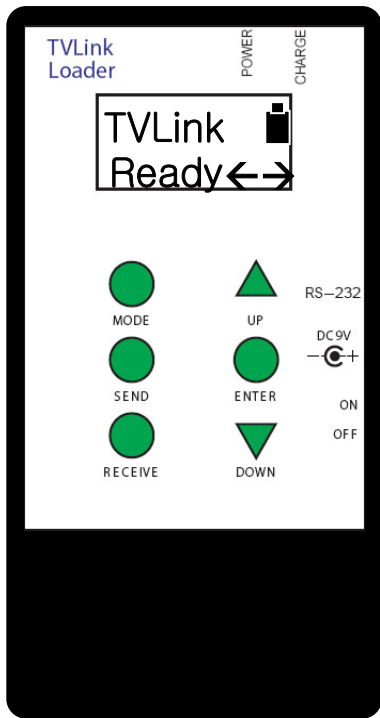 TVLink
Loader
POWER
CHARGE
TVLink
Ready
MODE
UP
RS-232
DC9V
SEND
ENTER
ON
OFF
RECEIVE
DOWN